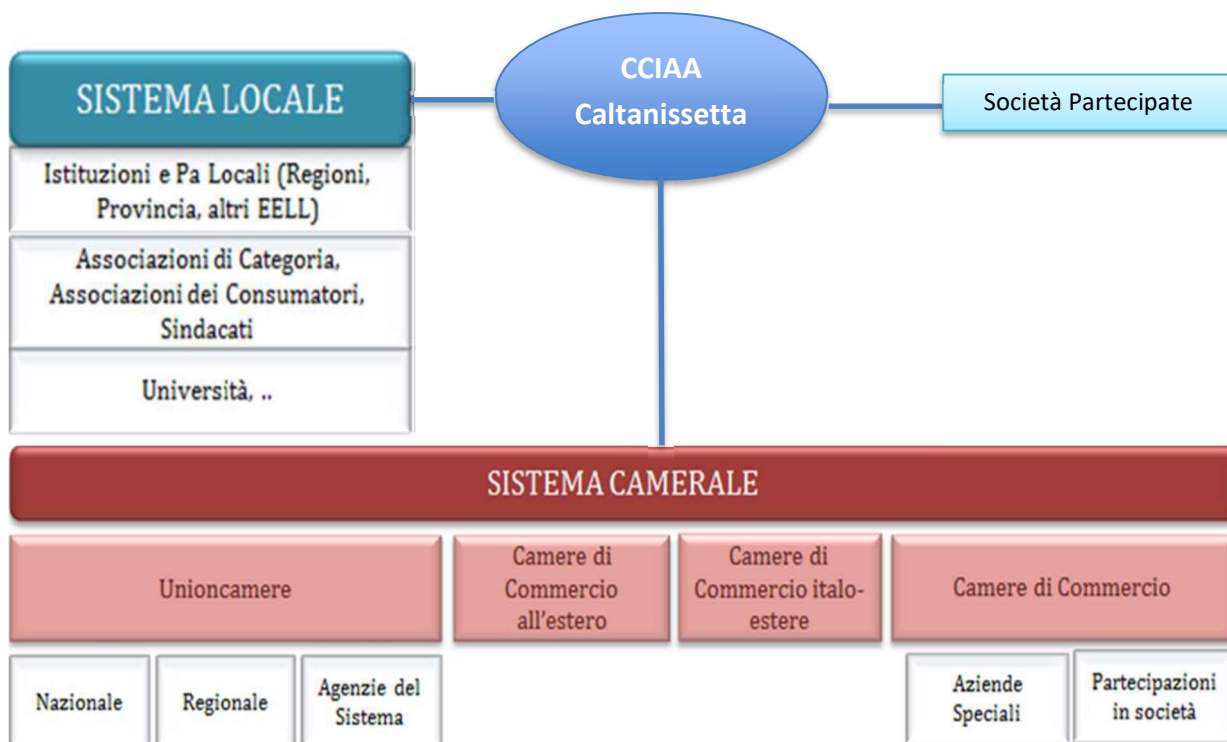 CCIAA
Caltanissetta
SISTEMA LOCALE
Società Partecipate
Istituzioni e Pa Locali (Regioni,
Provincia, altri EELL)
Associazioni di Categoria,
Associazioni dei Consumatori,
Sindacati
Università, ..
SISTEMA CAMERALE
Unioncamere
Camere di
Commercio
all'estero
Camere di
Commercio italo-
estere
Camere di Commercio
Nazionale
Regionale
Agenzie del
Sistema
Aziende
Speciali
Partecipazioni
in società